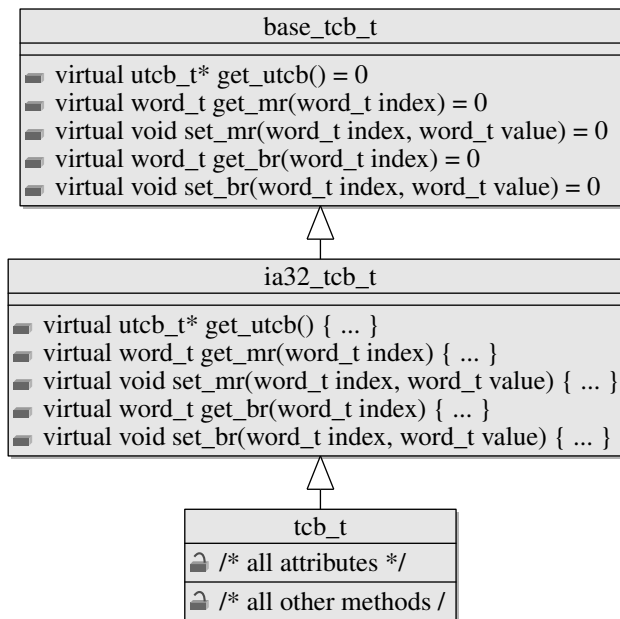 base_tcb_t
virtual utcb_t* get_utcb() = 0
virtual word_t get_mr(word_t index) = 0
virtual void set_mr(word_t index, word_t value) = 0
virtual word_t get_br(word_t index) = 0
virtual void set_br(word_t index, word_t value) = 0
ia32_tcb_t
virtual utcb_t* get_utcb() { ... }
virtual word_t get_mr(word_t index) { ... }
virtual void set_mr(word_t index, word_t value) { ... }
virtual word_t get_br(word_t index) { ... }
virtual void set_br(word_t index, word_t value) { ... }
tcb_t
/* all attributes */
/* all other methods /